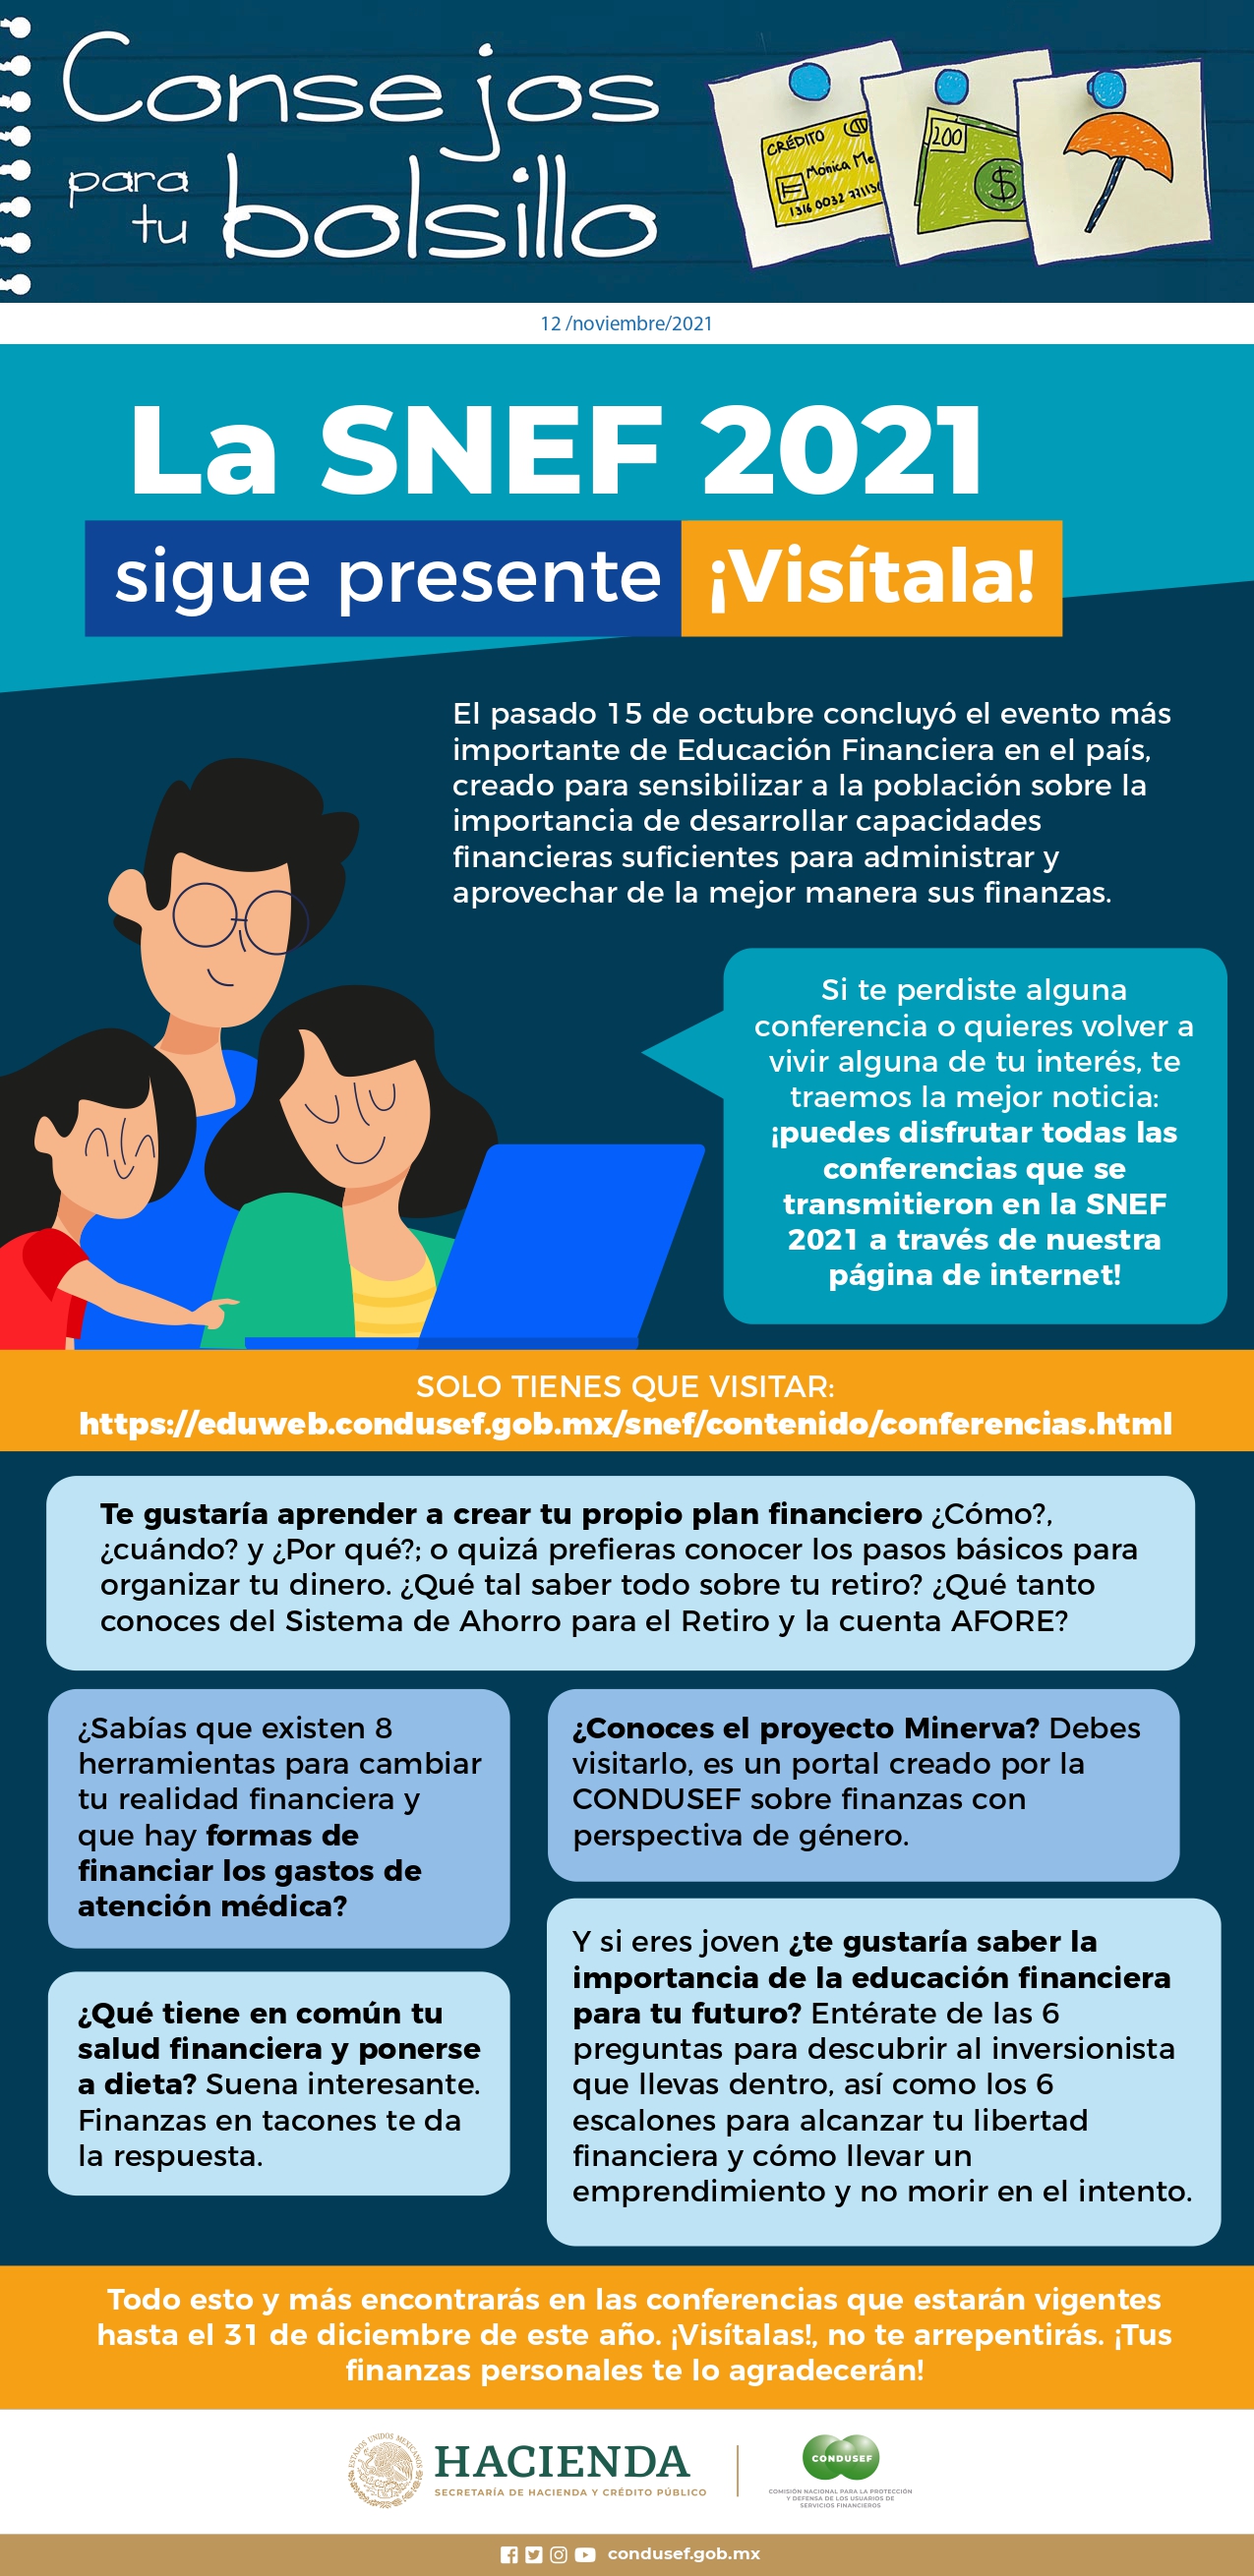 Consejos
para
tu bolsillo
CRÉDITO
Mónica Me
1316 0032
100
$
12 /noviembre/2021
La SNEF 2021
sigue presente ¡Visítala!
El pasado 15 de octubre concluyó el evento más
importante de Educación Financiera en el país,
creado para sensibilizar a la población sobre la
importancia de desarrollar capacidades
financieras suficientes para administrar y
aprovechar de la mejor manera sus finanzas.
Si te perdiste alguna
conferencia o quieres volver a
vivir alguna de tu interés, te
traemos la mejor noticia:
¡puedes disfrutar todas las
conferencias que se
transmitieron en la SNEF
2021 a través de nuestra
página de internet!
SOLO TIENES QUE VISITAR:
https://eduweb.condusef.gob.mx/snef/contenido/conferencias.html
Te gustaría aprender a crear tu propio plan financiero ¿Cómo?,
¿cuándo? y ¿Por qué?; o quizá prefieras conocer los pasos básicos para
organizar tu dinero. ¿Qué tal saber todo sobre tu retiro? ¿Qué tanto
conoces del Sistema de Ahorro para el Retiro y la cuenta AFORE?
¿Sabías que existen 8
herramientas para cambiar
tu realidad financiera y
que hay formas de
financiar los gastos de
atención médica?
¿Conoces el proyecto Minerva? Debes
visitarlo, es un portal creado por la
CONDUSEF sobre finanzas con
perspectiva de género.
¿Qué tiene en común tu
salud financiera y ponerse
a dieta? Suena interesante.
Finanzas en tacones te da
la respuesta.
Y si eres joven ¿te gustaría saber la
importancia de la educación financiera
para tu futuro? Entérate de las 6
preguntas para descubrir al inversionista
que llevas dentro, así como los 6
escalones para alcanzar tu libertad
financiera y cómo llevar un
emprendimiento y no morir en el intento.
Todo esto y más encontrarás en las conferencias que estarán vigentes
hasta el 31 de diciembre de este año. ¡Visítalas!, no te arrepentirás. ¡Tus
finanzas personales te lo agradecerán!
ESTADOS UNIDOS MEXICANOS
HACIENDA
SECRETARÍA DE HACIENDA Y CRÉDITO PÚBLICO
CONDUSEF
COMISIÓN NACIONAL PARA LA PROTECCIÓN
Y DEFENSA DE LOS USUARIOS DE
SERVICIOS FINANCIEROS
condusef.gob.mx